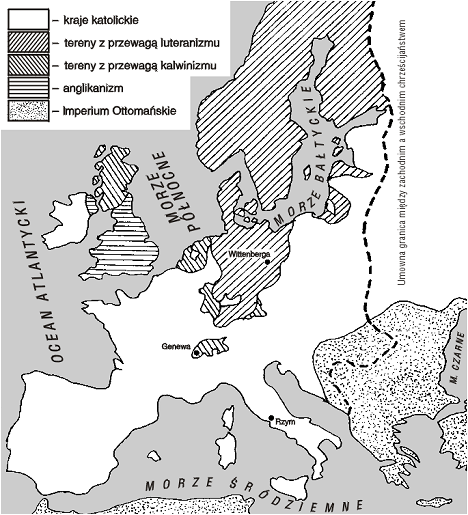 – kraje katolickie
– tereny z przewagą luteranizmu
– tereny z przewagą kalwinizmu
– anglikanizm
– Imperium Ottomańskie
Umowna granica między zachodnim a wschodnim chrześcijaństwem
MORZE
PÓŁNOCNE
MORZE BAŁTYCKIE
OCEAN ATLANTYCKI
Wittenberga
Genewa
Rzym
M. CZARNE
MORZE ŚRÓDZIEMNE